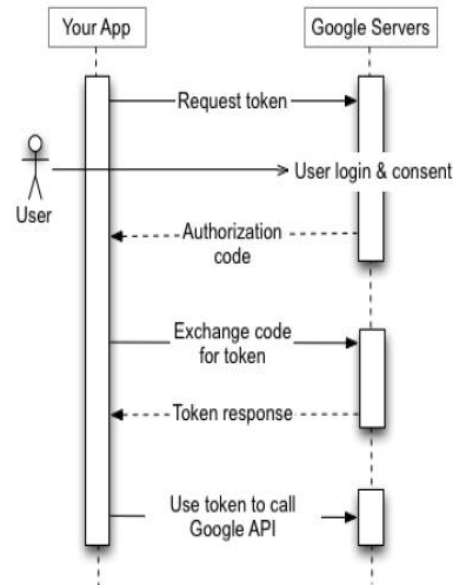 Your App
Google Servers
Request token
User login & consent
User
Authorization
code
Exchange code
for token
Token response
Use token to call
Google API